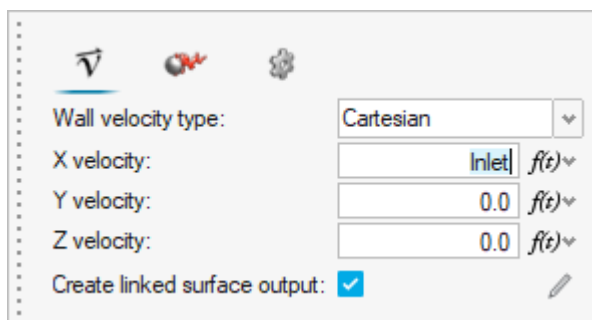 V
Wall velocity type: Cartesian
X velocity: Inlet f(t)
Y velocity: 0.0 f(t)
Z velocity: 0.0 f(t)
Create linked surface output: